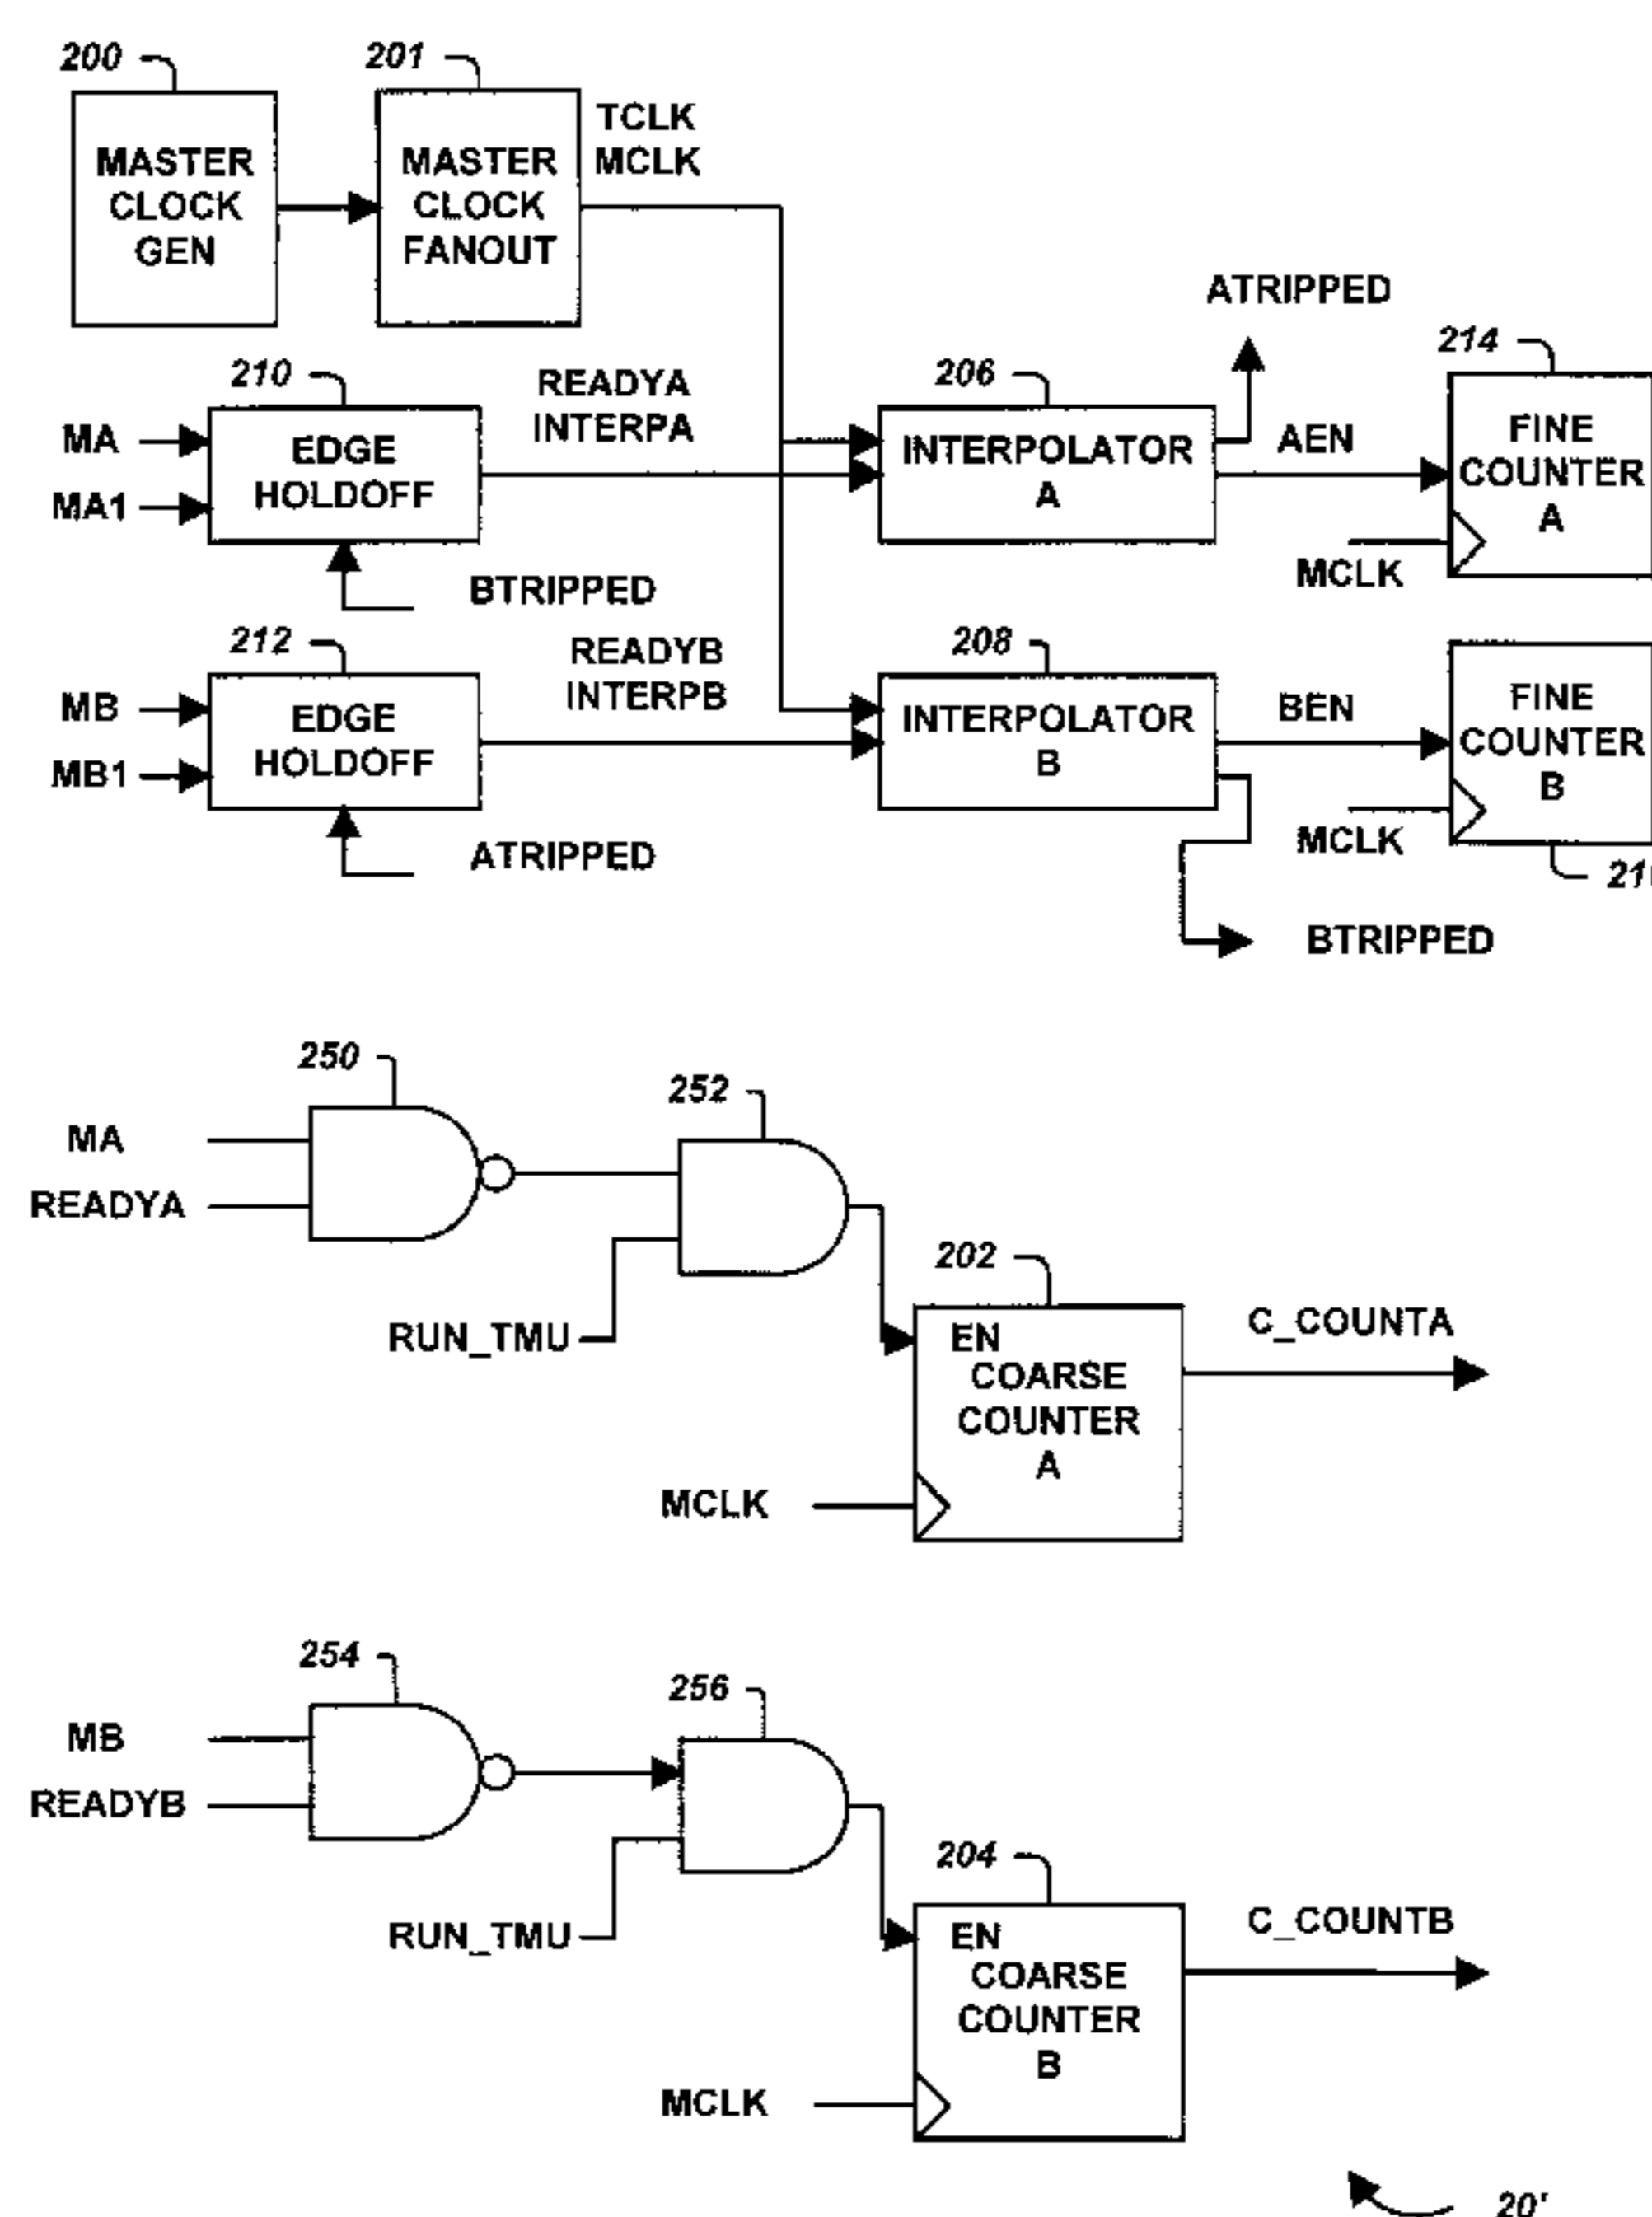 200
201
MASTER
CLOCK
GEN
MASTER
CLOCK
FANOUT
TCLK
MCLK
ATRIPPED
210
READYA
INTERPA
206
214
MA
MA1
EDGE
HOLDOFF
INTERPOLATOR
A
AEN
FINE
COUNTER
A
MCLK
BTRIPPED
212
READYB
INTERPB
208
MB
MB1
EDGE
HOLDOFF
INTERPOLATOR
B
BEN
FINE
COUNTER
B
MCLK
ATRIPPED
BTRIPPED
250
252
MA
READYA
RUN_TMU
202
EN
COARSE
COUNTER
A
C_COUNTA
MCLK
254
256
MB
READYB
RUN_TMU
204
EN
COARSE
COUNTER
B
C_COUNTB
MCLK
20'